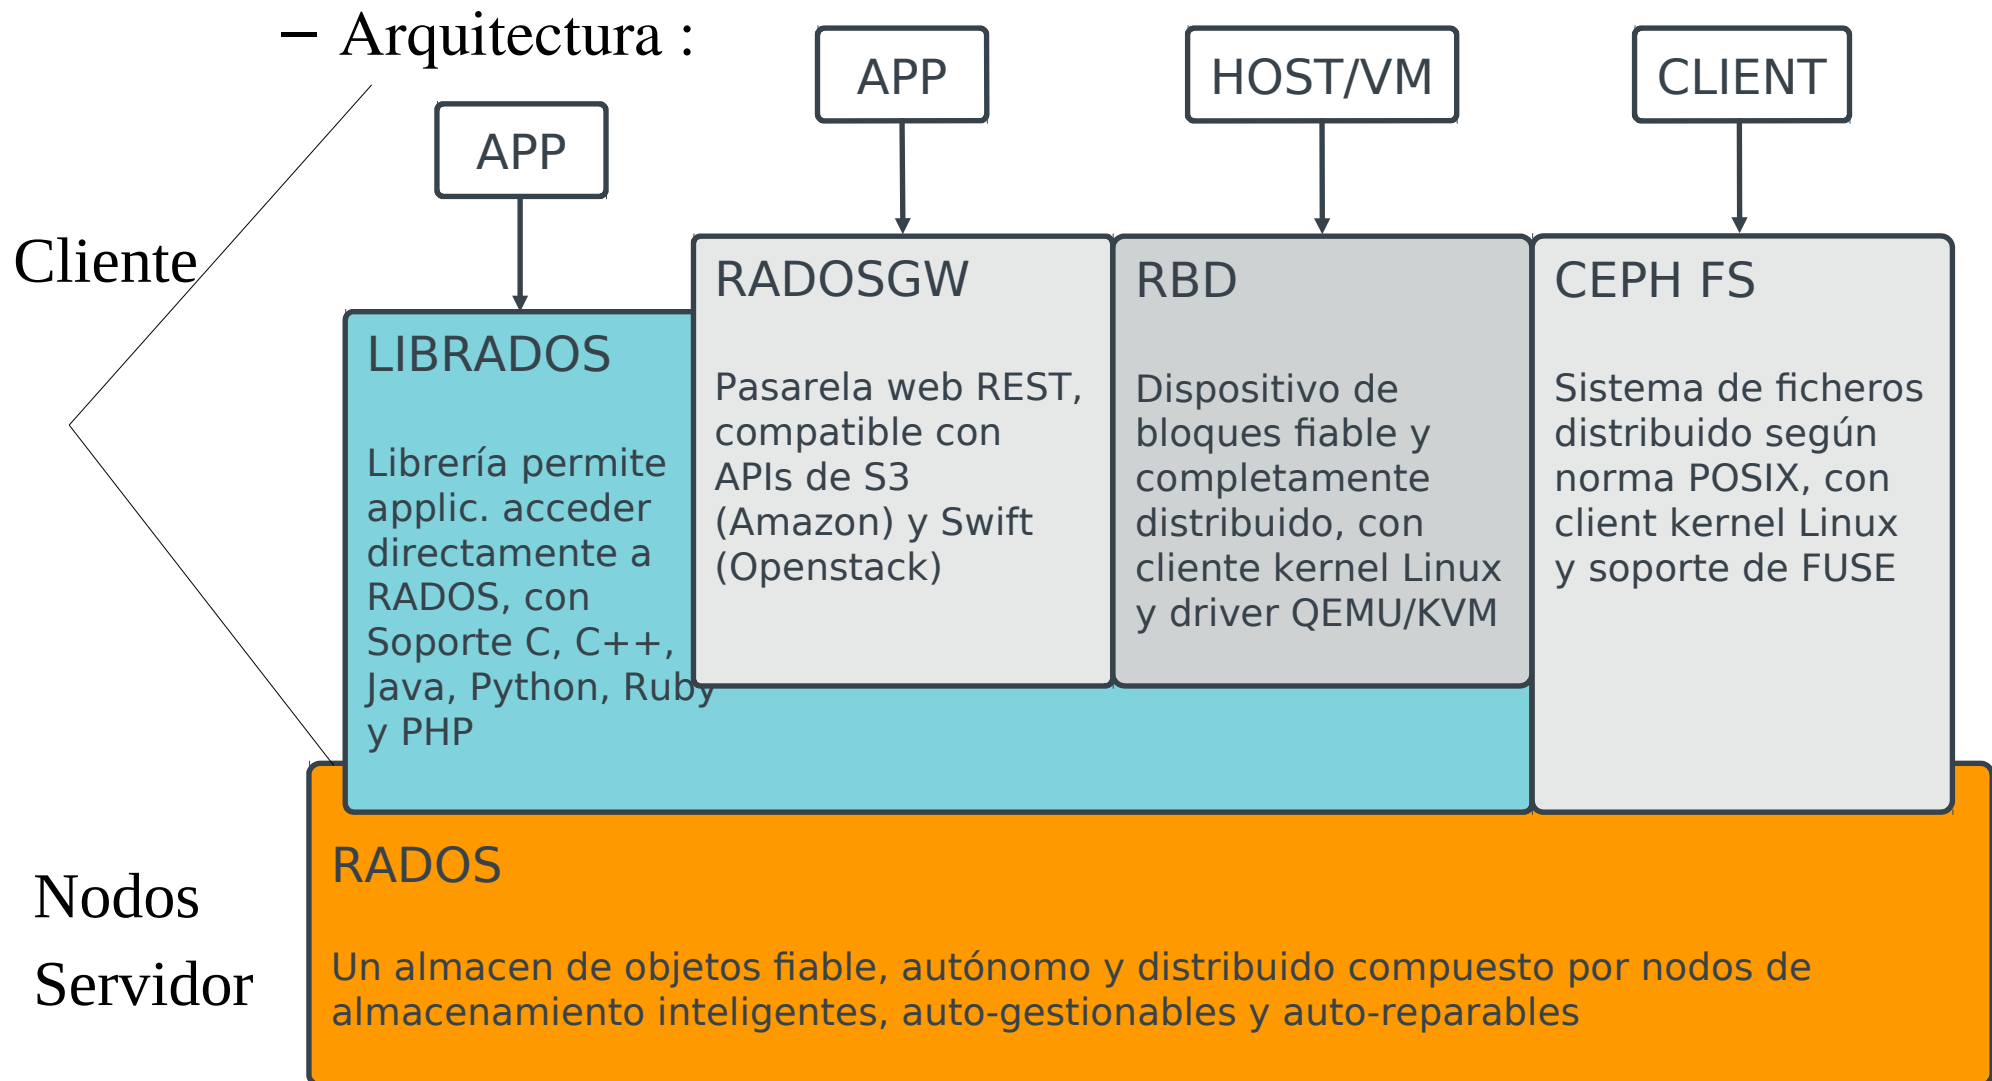 – Arquitectura :
APP
HOST/VM
CLIENT
APP
Cliente
LIBRADOS
Librería permite
applic. acceder
directamente a
RADOS, con
Soporte C, C++,
Java, Python, Ruby
y PHP
RADOSGW
Pasarela web REST,
compatible con
APIs de S3
(Amazon) y Swift
(Openstack)
RBD
Dispositivo de
bloques fiable y
completamente
distribuido, con
cliente kernel Linux
y driver QEMU/KVM
CEPH FS
Sistema de ficheros
distribuido según
norma POSIX, con
client kernel Linux
y soporte de FUSE
Nodos
Servidor
RADOS
Un almacen de objetos fiable, autónomo y distribuido compuesto por nodos de
almacenamiento inteligentes, auto-gestionables y auto-reparables